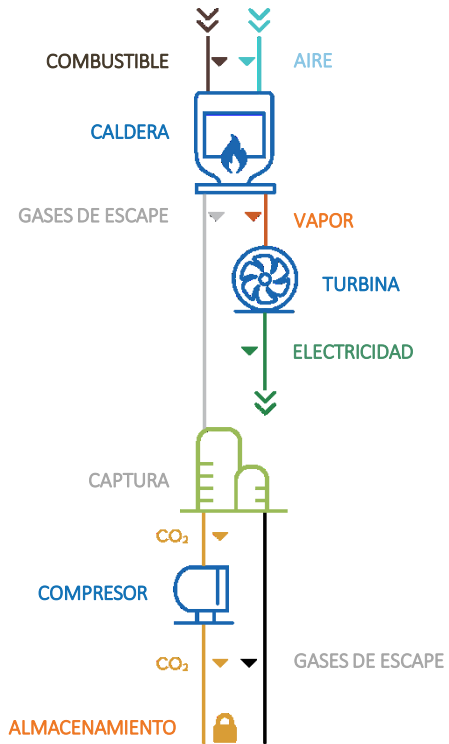 COMBUSTIBLE
AIRE
CALDERA
GASES DE ESCAPE
VAPOR
TURBINA
ELECTRICIDAD
CAPTURA
CO₂
COMPRESOR
CO₂
GASES DE ESCAPE
ALMACENAMIENTO